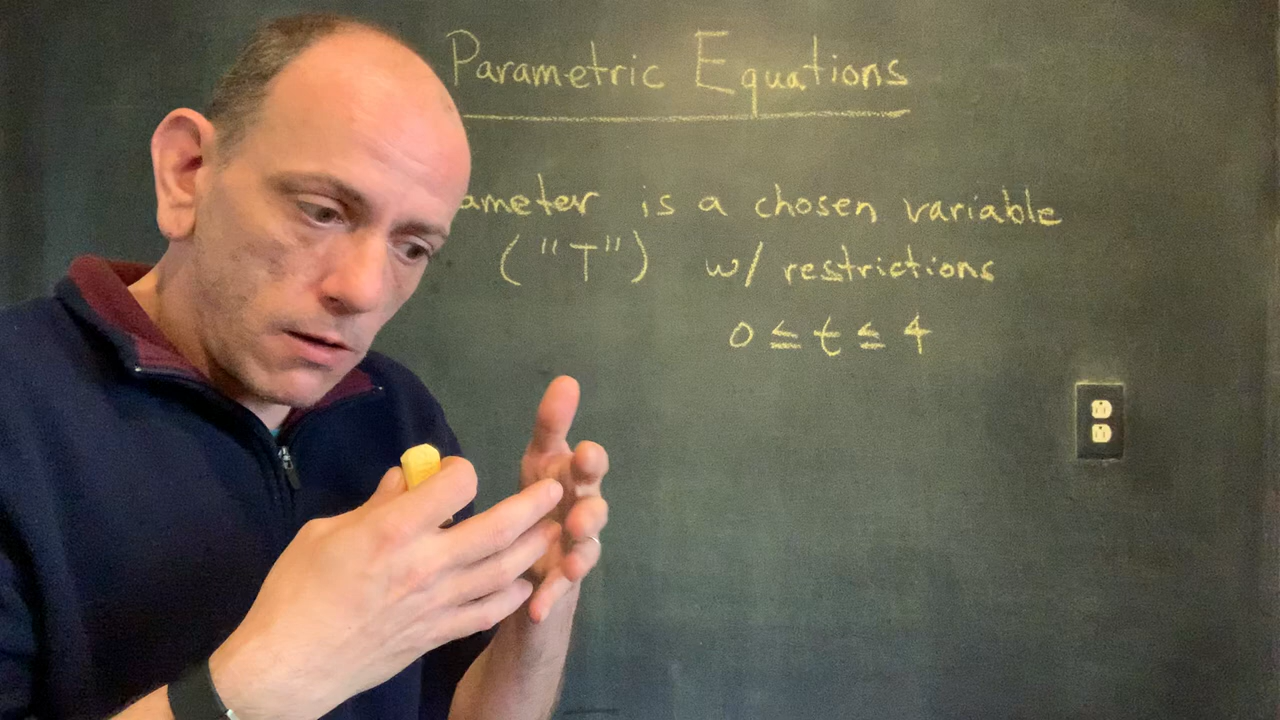 Parametric Equations
ameter is a chosen variable
("T") w/ restrictions
0 ≤ t ≤ 4